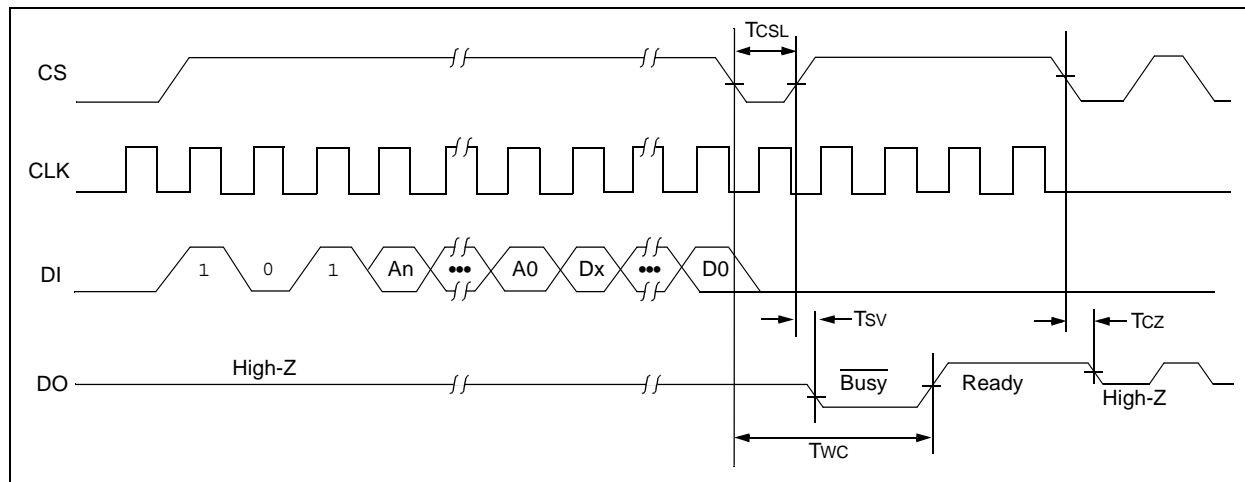 TCSL
CS
CLK
DI
1 0 1 An ••• A0 Dx ••• D0
TSV
TCZ
DO
High-Z
Busy
Ready
High-Z
TWC